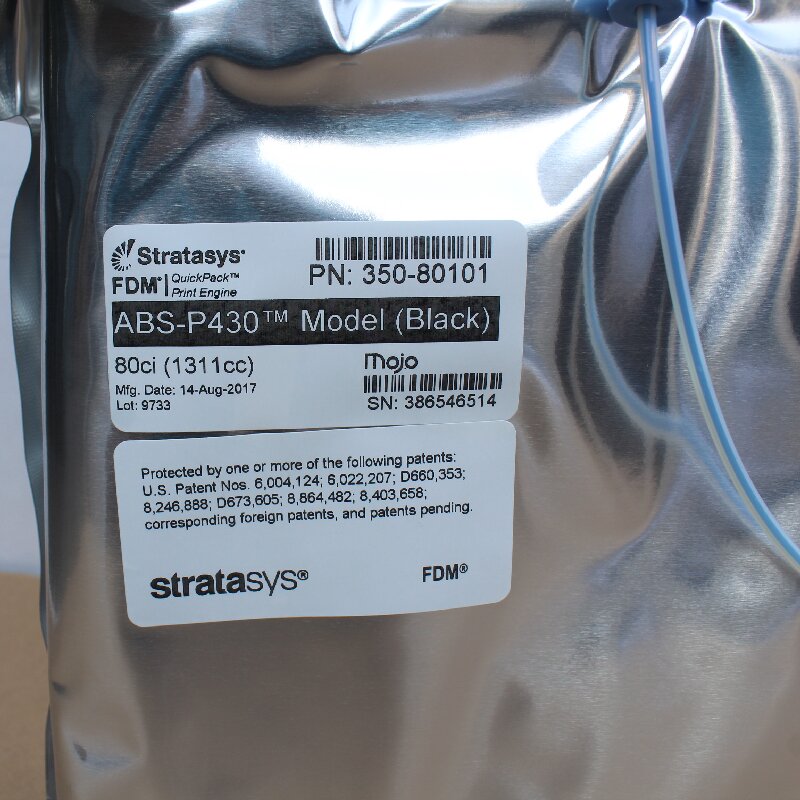 Stratasys
PN: 350-80101
FDM | QuickPack™
Print Engine
ABS-P430™ Model (Black)
80ci (1311cc)
mojo
Mfg. Date: 14-Aug-2017
Lot: 9733
SN: 386546514
Protected by one or more of the following patents:
U.S. Patent Nos. 6,004,124; 6,022,207; D660,353;
8,246,888; D673,605; 8,864,482; 8,403,658;
corresponding foreign patents, and patents pending.
stratasys®
FDM®